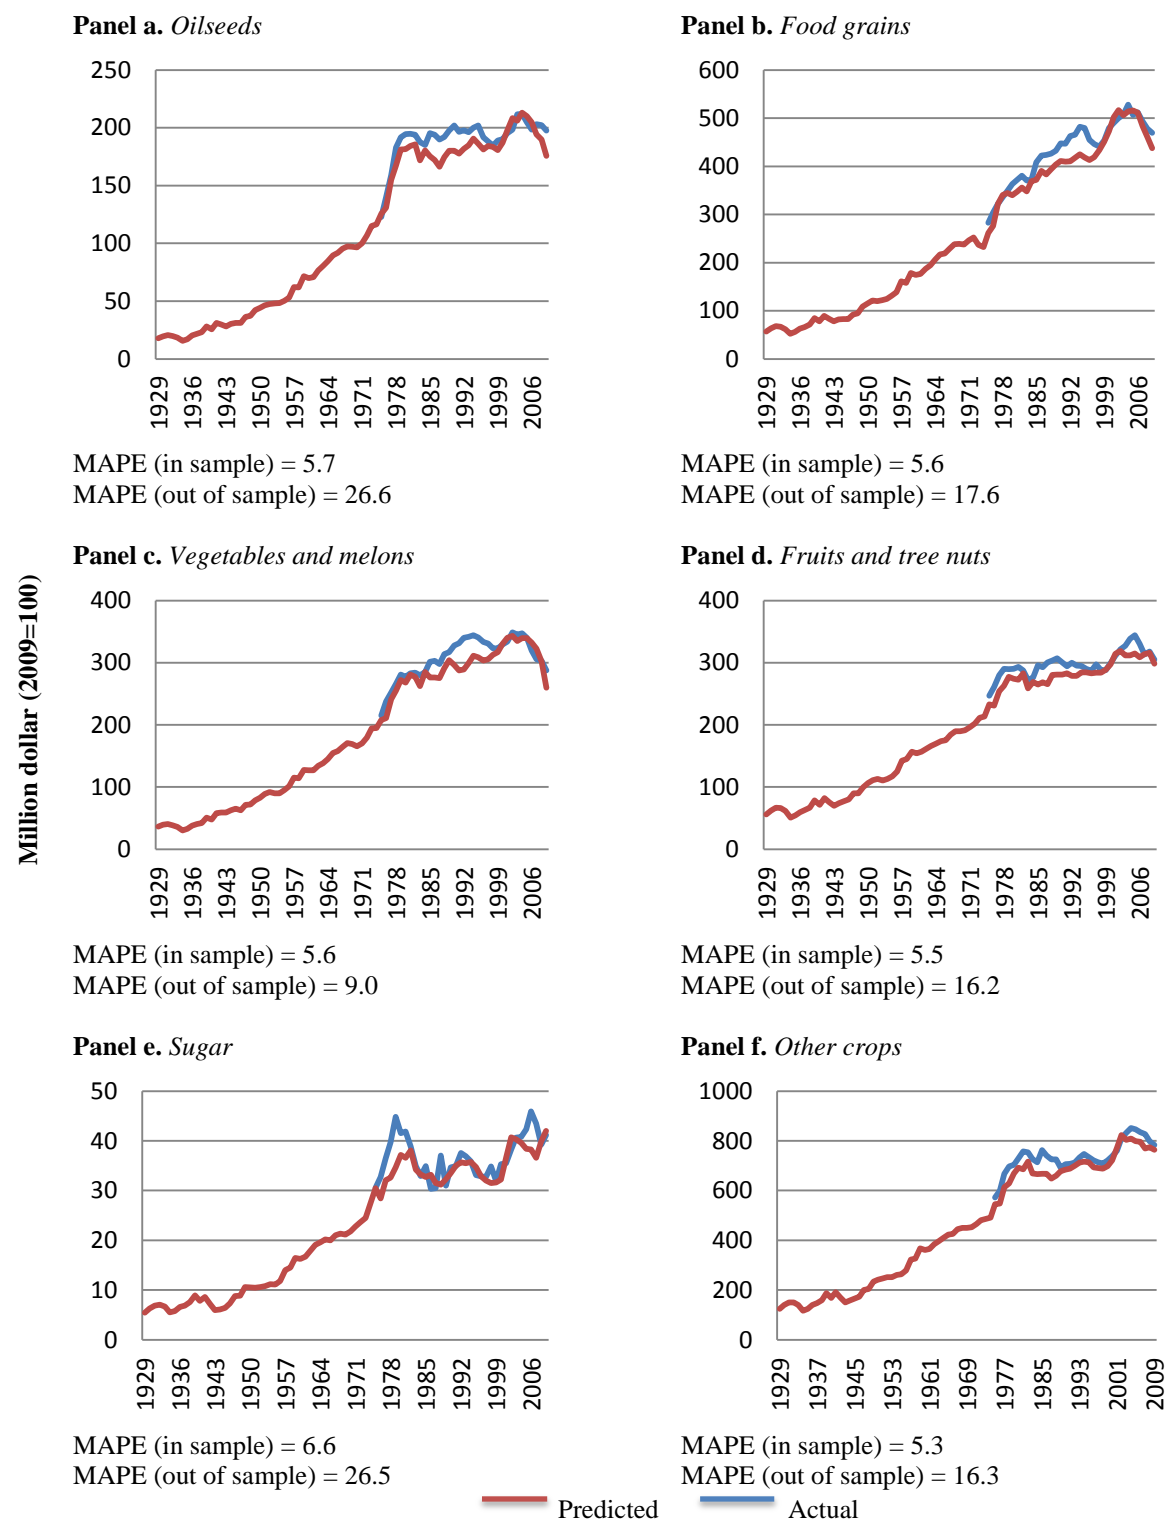 Panel a. Oilseeds
250
200
150
100
50
0
1929 1936 1943 1950 1957 1964 1971 1978 1985 1992 1999 2006
MAPE (in sample) = 5.7
MAPE (out of sample) = 26.6
Panel b. Food grains
600
500
400
300
200
100
0
1929 1936 1943 1950 1957 1964 1971 1978 1985 1992 1999 2006
MAPE (in sample) = 5.6
MAPE (out of sample) = 17.6
Million dollar (2009=100)
Panel c. Vegetables and melons
400
300
200
100
0
1929 1936 1943 1950 1957 1964 1971 1978 1985 1992 1999 2006
MAPE (in sample) = 5.6
MAPE (out of sample) = 9.0
Panel d. Fruits and tree nuts
400
300
200
100
0
1929 1936 1943 1950 1957 1964 1971 1978 1985 1992 1999 2006
MAPE (in sample) = 5.5
MAPE (out of sample) = 16.2
Panel e. Sugar
50
40
30
20
10
0
1929 1936 1943 1950 1957 1964 1971 1978 1985 1992 1999 2006
MAPE (in sample) = 6.6
MAPE (out of sample) = 26.5
Panel f. Other crops
1000
800
600
400
200
0
1929 1937 1945 1953 1961 1969 1977 1985 1993 2001 2009
MAPE (in sample) = 5.3
MAPE (out of sample) = 16.3
Predicted Actual